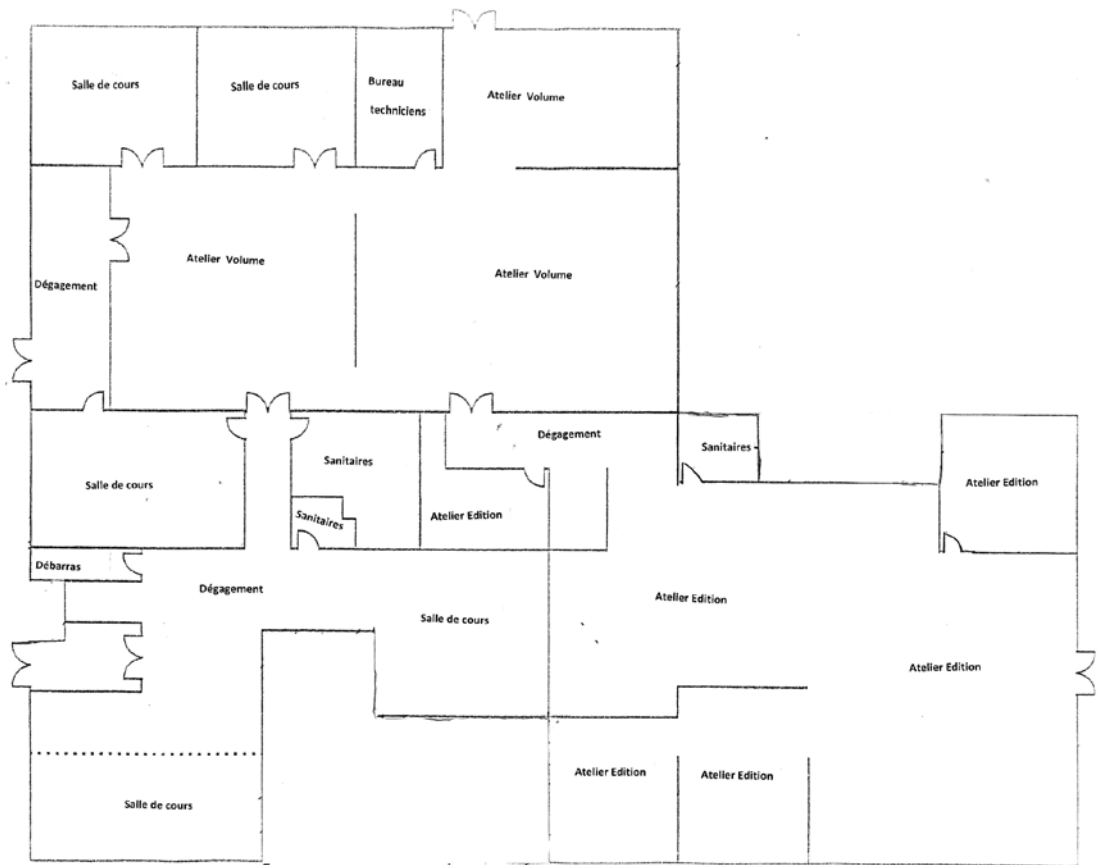 Salle de cours
Salle de cours
Bureau
techniciens
Atelier Volume
Atelier Volume
Atelier Volume
Dégagement
Dégagement
Sanitaires
Sanitaires
Salle de cours
Atelier Edition
Atelier Edition
Sanitaires
Débarras
Dégagement
Salle de cours
Atelier Edition
Atelier Edition
Atelier Edition
Atelier Edition
Salle de cours